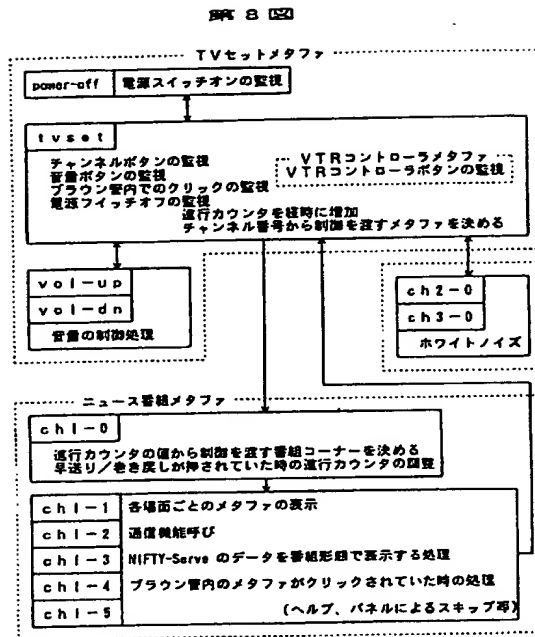 第8図
TVセットメタファ
power-off 電源スイッチオンの監視
tvset
チャンネルボタンの監視
音量ボタンの監視
ブラウン管内でのクリックの監視
電源フイッチオフの監視
VTRコントローラメタファ
VTRコントローラボタンの監視
進行カウンタを経時に増加
チャンネル番号から制御を渡すメタファを決める
vol-up
vol-dn
音量の制御処理
ch2-0
ch3-0
ホワイトノイズ
ニュース番組メタファ
ch1-0
進行カウンタの値から制御を渡す番組コーナーを決める
早送り/巻き戻しが押されていた時の進行カウンタの調整
ch1-1 各場面ごとのメタファの表示
ch1-2 通信機能呼び
ch1-3 NIFTY-Serve のデータを番組形態で表示する処理
ch1-4 ブラウン管内のメタファがクリックされていた時の処理
ch1-5 (ヘルプ、パネルによるスキップ等)